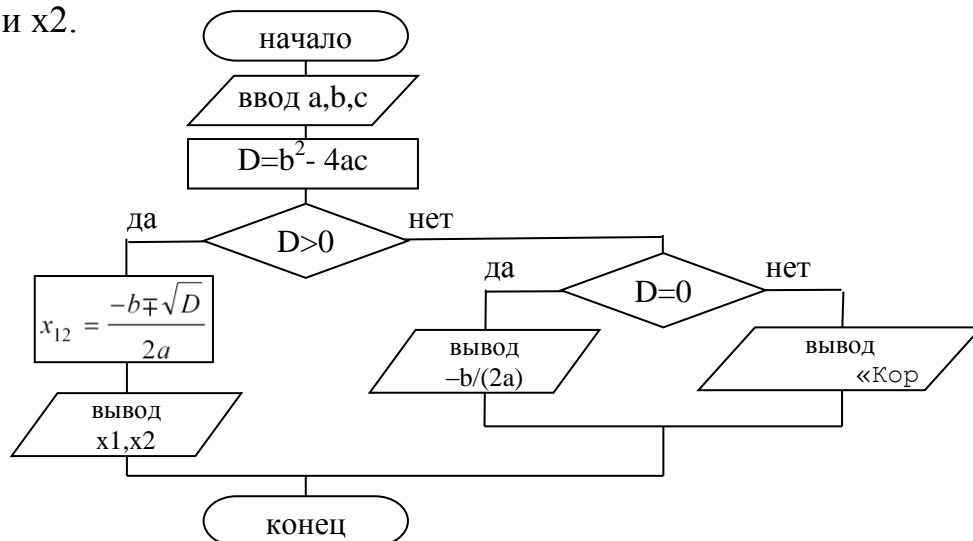 и x2.
начало
ввод a,b,c
D=b²- 4ac
да
D>0
нет
x₁₂ = (-b∓√D)/2a
да
D=0
нет
вывод
–b/(2a)
вывод
«Кор
вывод
x1,x2
конец